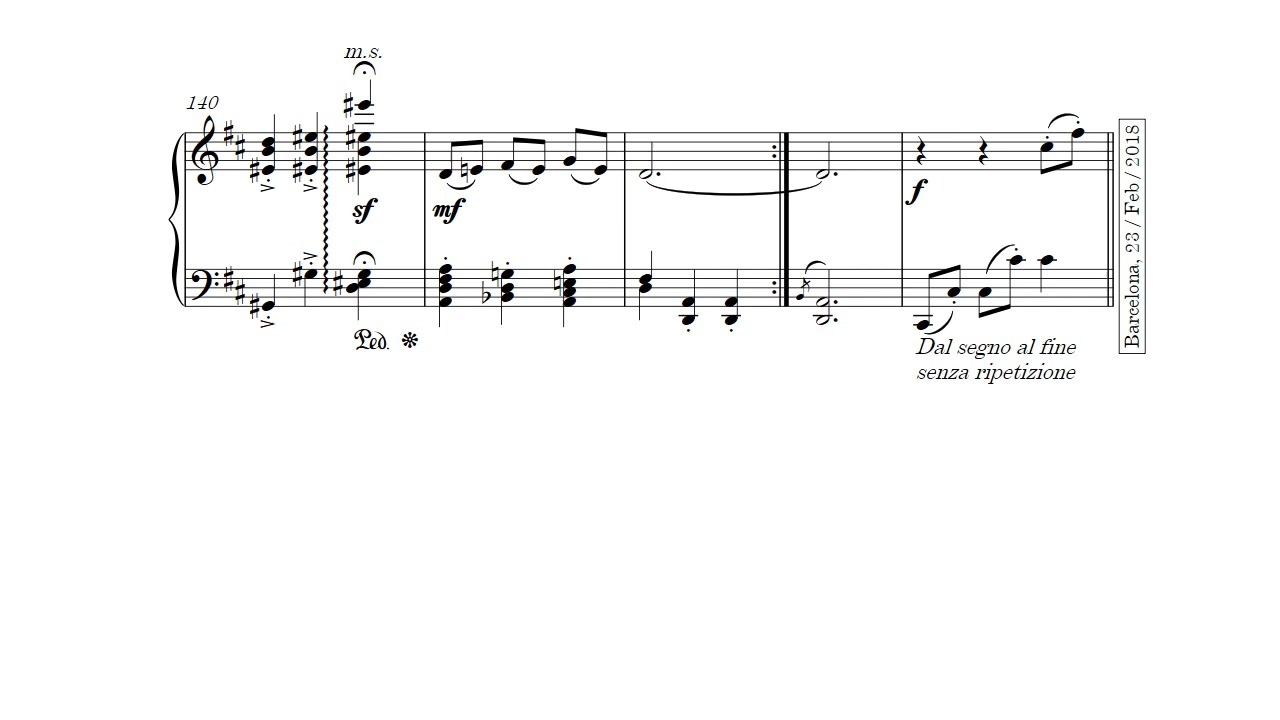 m.s.
140
sf
mf
f
Ped.
Dal segno al fine
senza ripetizione
Barcelona, 23 / Feb / 2018